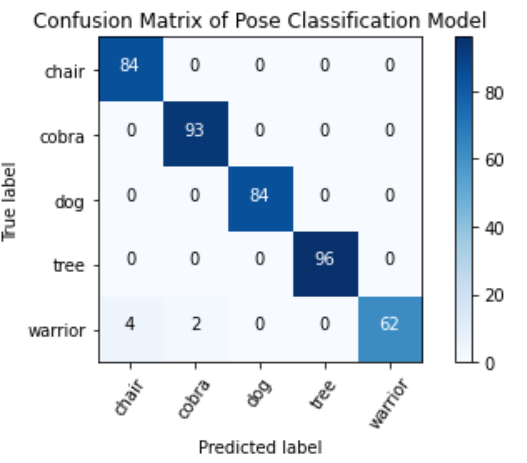 Confusion Matrix of Pose Classification Model
True label
chair 84 0 0 0 0
cobra 0 93 0 0 0
dog 0 0 84 0 0
tree 0 0 0 96 0
warrior 4 2 0 0 62
chair cobra dog tree warrior
Predicted label
80
60
40
20
0